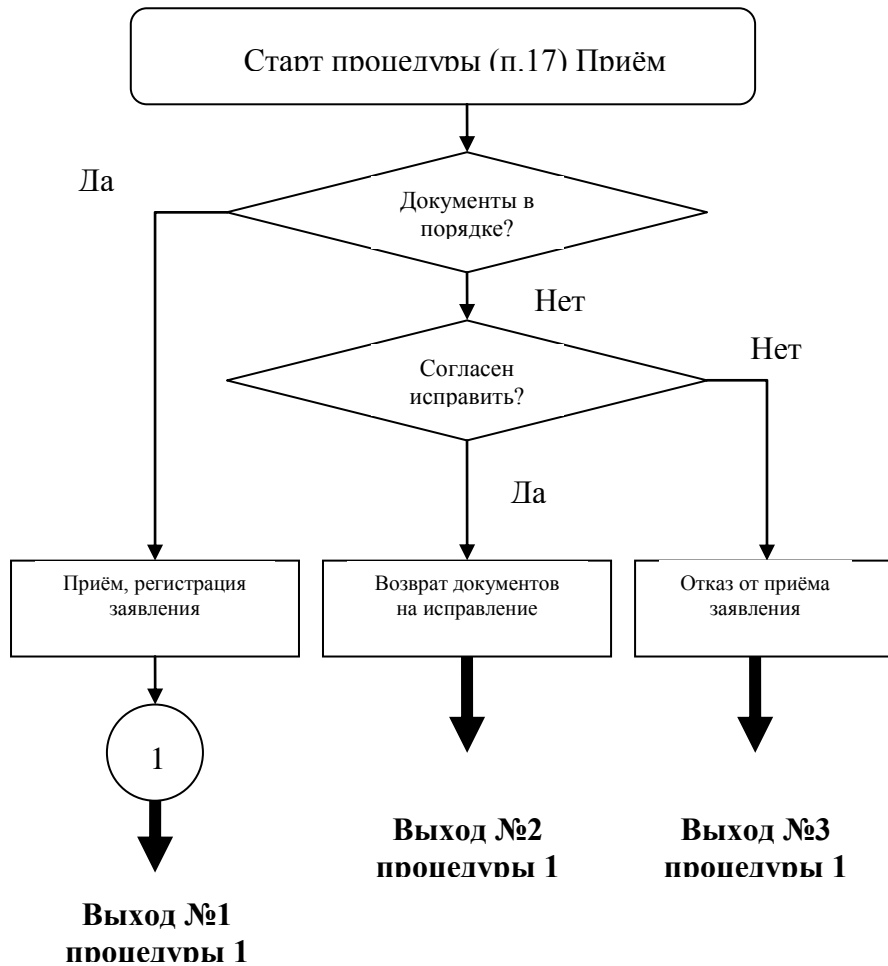 Старт процедуры (п.17) Приём
Да
Документы в
порядке?
Нет
Согласен
исправить?
Нет
Да
Приём, регистрация
заявления
Возврат документов
на исправление
Отказ от приёма
заявления
1
Выход №2
процедуры 1
Выход №3
процедуры 1
Выход №1
процедуры 1